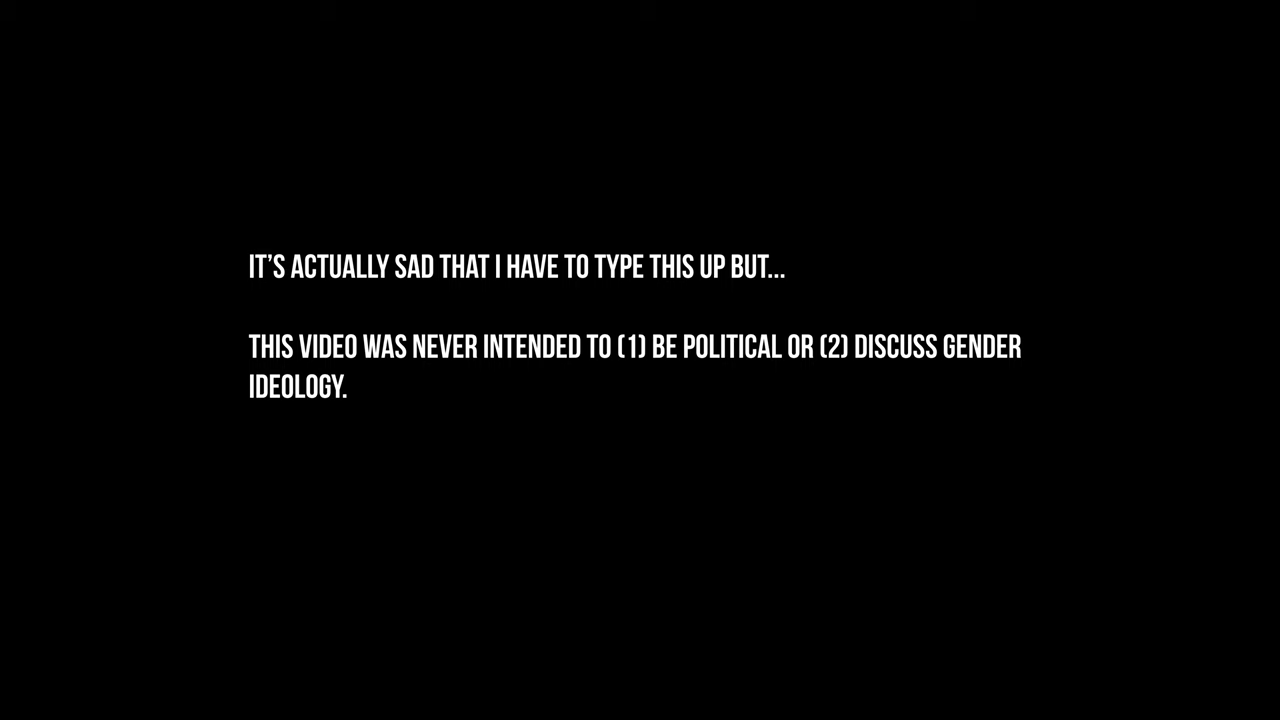 IT'S ACTUALLY SAD THAT I HAVE TO TYPE THIS UP BUT...
THIS VIDEO WAS NEVER INTENDED TO (1) BE POLITICAL OR (2) DISCUSS GENDER
IDEOLOGY.